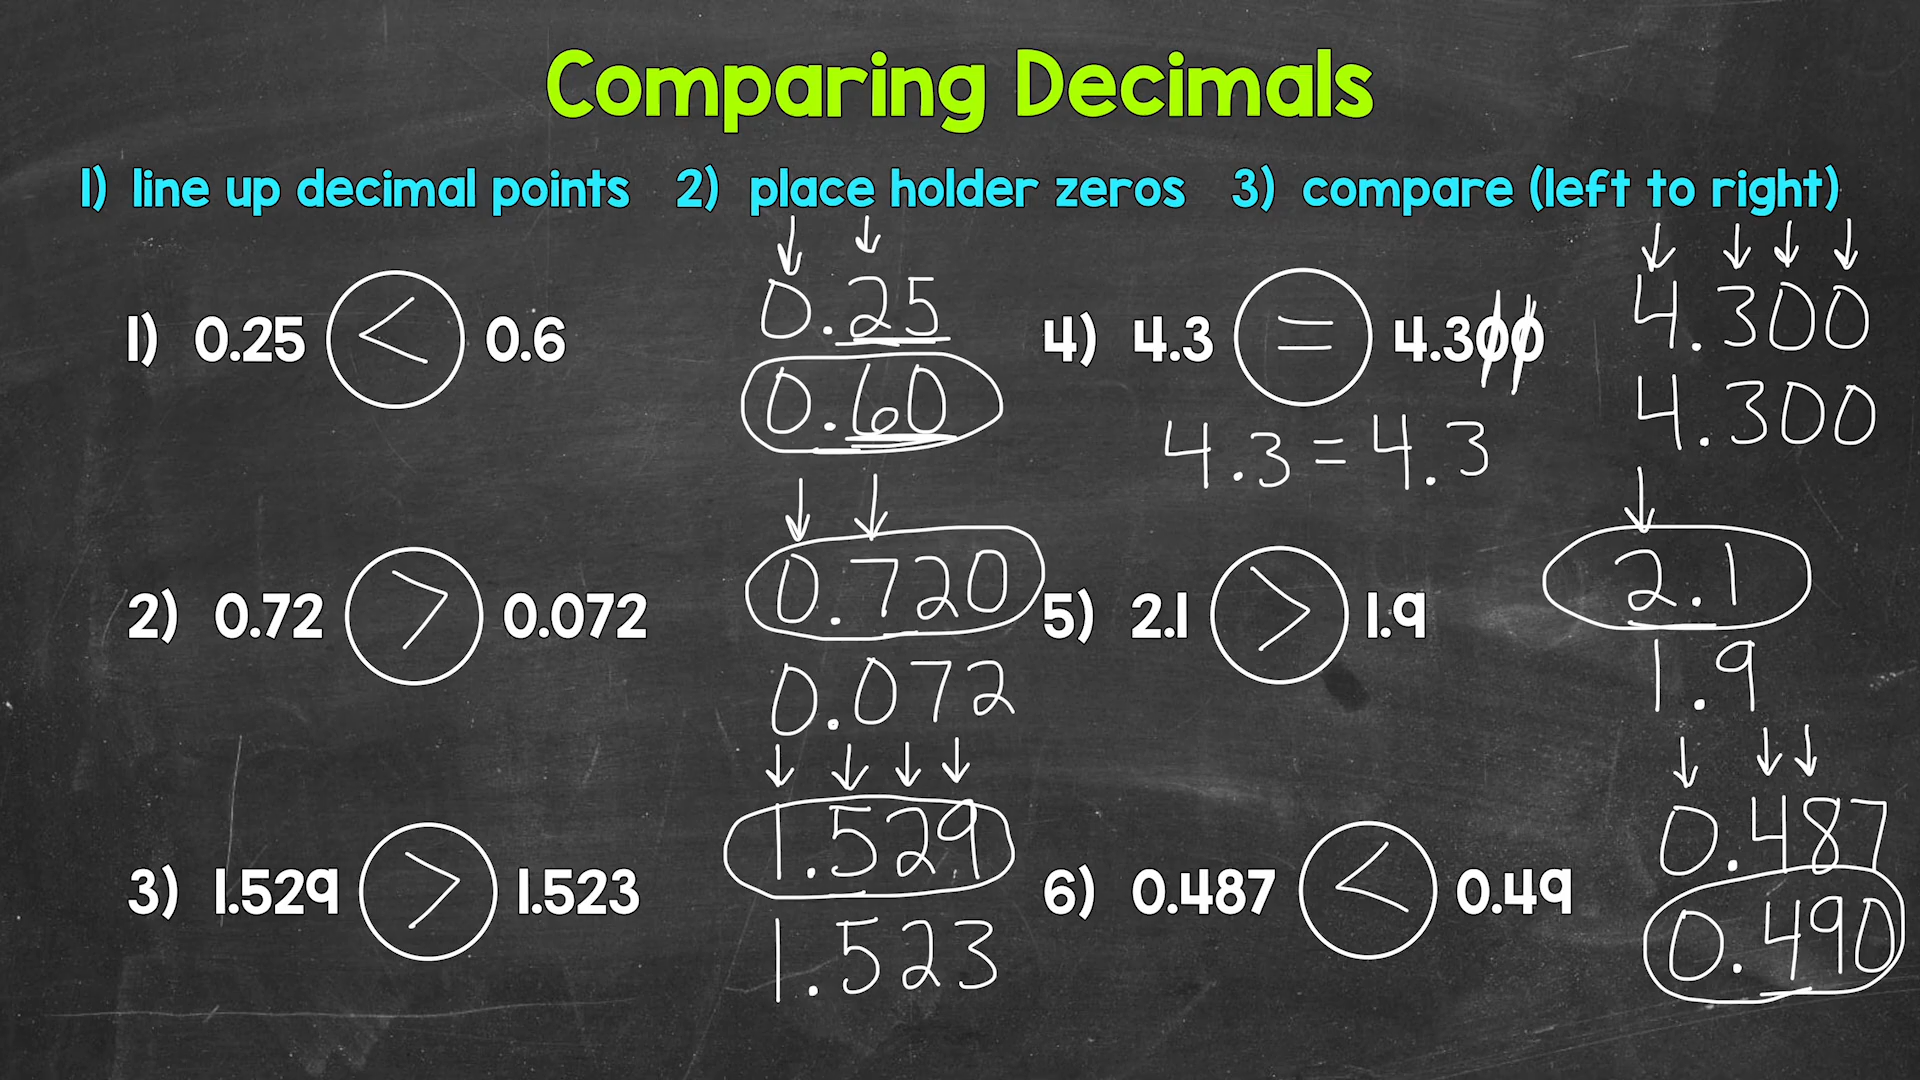 Comparing Decimals
1) line up decimal points 2) place holder zeros 3) compare (left to right)
1) 0.25 < 0.6
0.25
0.60
2) 0.72 > 0.072
0.720
0.072
3) 1.529 > 1.523
1.529
1.523
4) 4.3 = 4.300
4.3 = 4.3
4.300
4.300
5) 2.1 > 1.9
2.1
1.9
6) 0.487 < 0.49
0.487
0.490